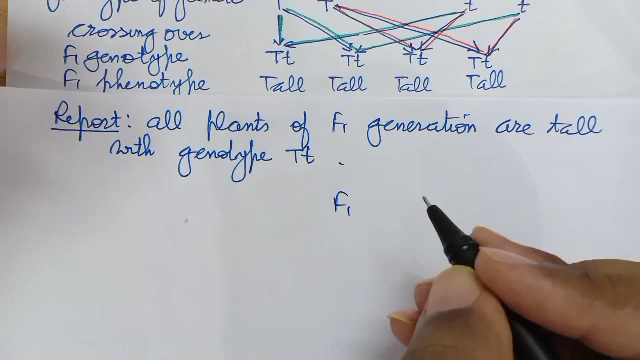 T T t t
crossing over
F₁ genotype Tt Tt Tt Tt
F₁ phenotype Tall Tall Tall Tall
Report: all plants of F₁ generation are tall
with genotype Tt.
F₁